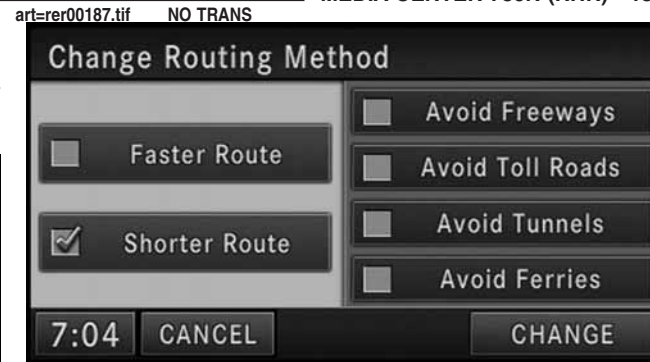 art=rer00187.tif NO TRANS
Change Routing Method
Faster Route
Shorter Route
Avoid Freeways
Avoid Toll Roads
Avoid Tunnels
Avoid Ferries
7:04 CANCEL CHANGE